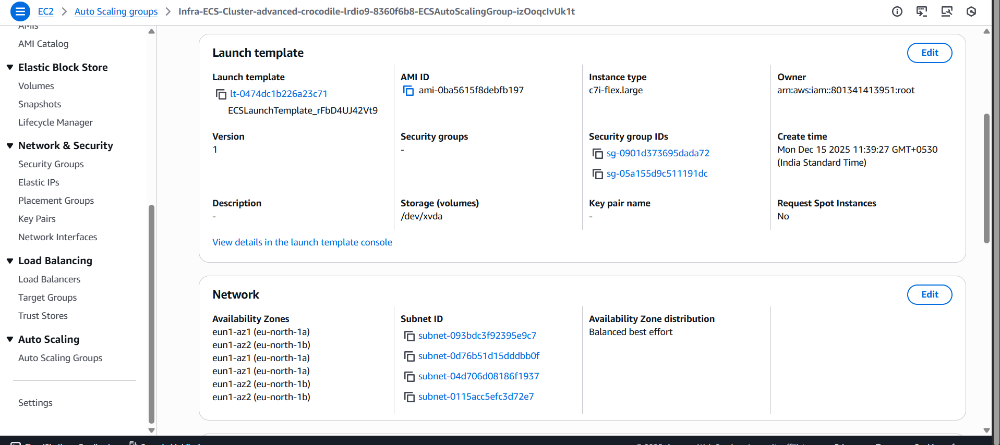 EC2
Auto Scaling groups
Infra-ECS-Cluster-advanced-crocodile-lrdio9-8360f6b8-ECSAutoScalingGroup-izOoqcIvUk1t
AMIs
AMI Catalog
Elastic Block Store
Volumes
Snapshots
Lifecycle Manager
Network & Security
Security Groups
Elastic IPs
Placement Groups
Key Pairs
Network Interfaces
Load Balancing
Load Balancers
Target Groups
Trust Stores
Auto Scaling
Auto Scaling Groups
Settings
Launch template
Edit
Launch template
lt-0474dc1b226a23c71
ECSLaunchTemplate_rFbD4UJ42Vt9
AMI ID
ami-0ba5615f8debfb197
Instance type
c7i-flex.large
Owner
arn:aws:iam::801341413951:root
Version
1
Security groups
-
Security group IDs
sg-0901d373695dada72
sg-05a155d9c511191dc
Create time
Mon Dec 15 2025 11:39:27 GMT+0530
(India Standard Time)
Description
-
Storage (volumes)
/dev/xvda
Key pair name
-
Request Spot Instances
No
View details in the launch template console
Network
Edit
Availability Zones
eun1-az1 (eu-north-1a)
eun1-az2 (eu-north-1b)
eun1-az1 (eu-north-1a)
eun1-az1 (eu-north-1a)
eun1-az2 (eu-north-1b)
eun1-az2 (eu-north-1b)
Subnet ID
subnet-093bdc3f92395e9c7
subnet-0d76b51d15dddbb0f
subnet-04d706d08186f1937
subnet-0115acc5efc3d72e7
Availability Zone distribution
Balanced best effort